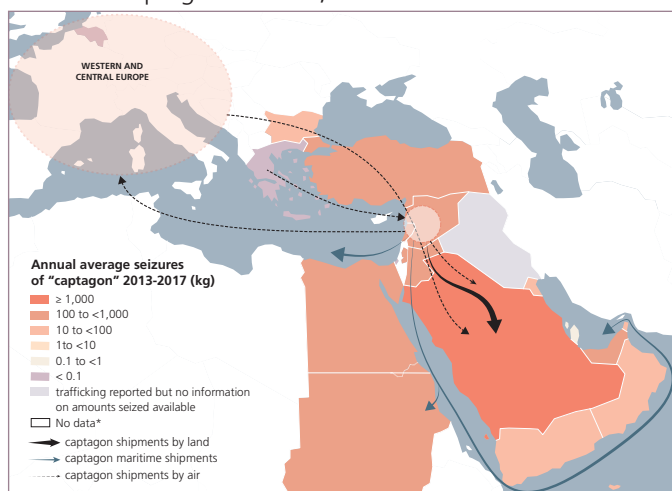 WESTERN AND
CENTRAL EUROPE
Annual average seizures
of “captagon” 2013-2017 (kg)
≥ 1,000
100 to <1,000
10 to <100
1to <10
0.1 to <1
< 0.1
trafficking reported but no information
on amounts seized available
No data*
captagon shipments by land
captagon maritime shipments
captagon shipments by air